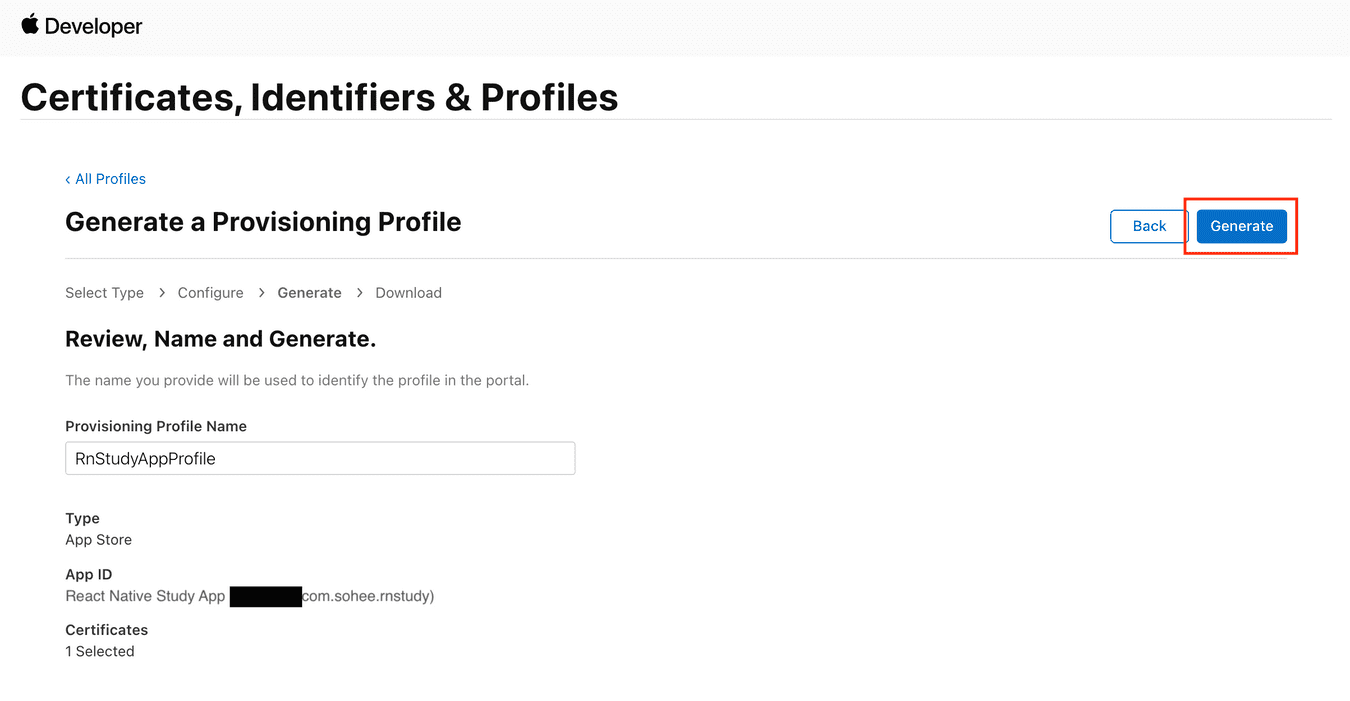 Developer
Certificates, Identifiers & Profiles
‹ All Profiles
Generate a Provisioning Profile
Back
Generate
Select Type > Configure > Generate > Download
Review, Name and Generate.
The name you provide will be used to identify the profile in the portal.
Provisioning Profile Name
RnStudyAppProfile
Type
App Store
App ID
React Native Study App com.sohee.rnstudy)
Certificates
1 Selected